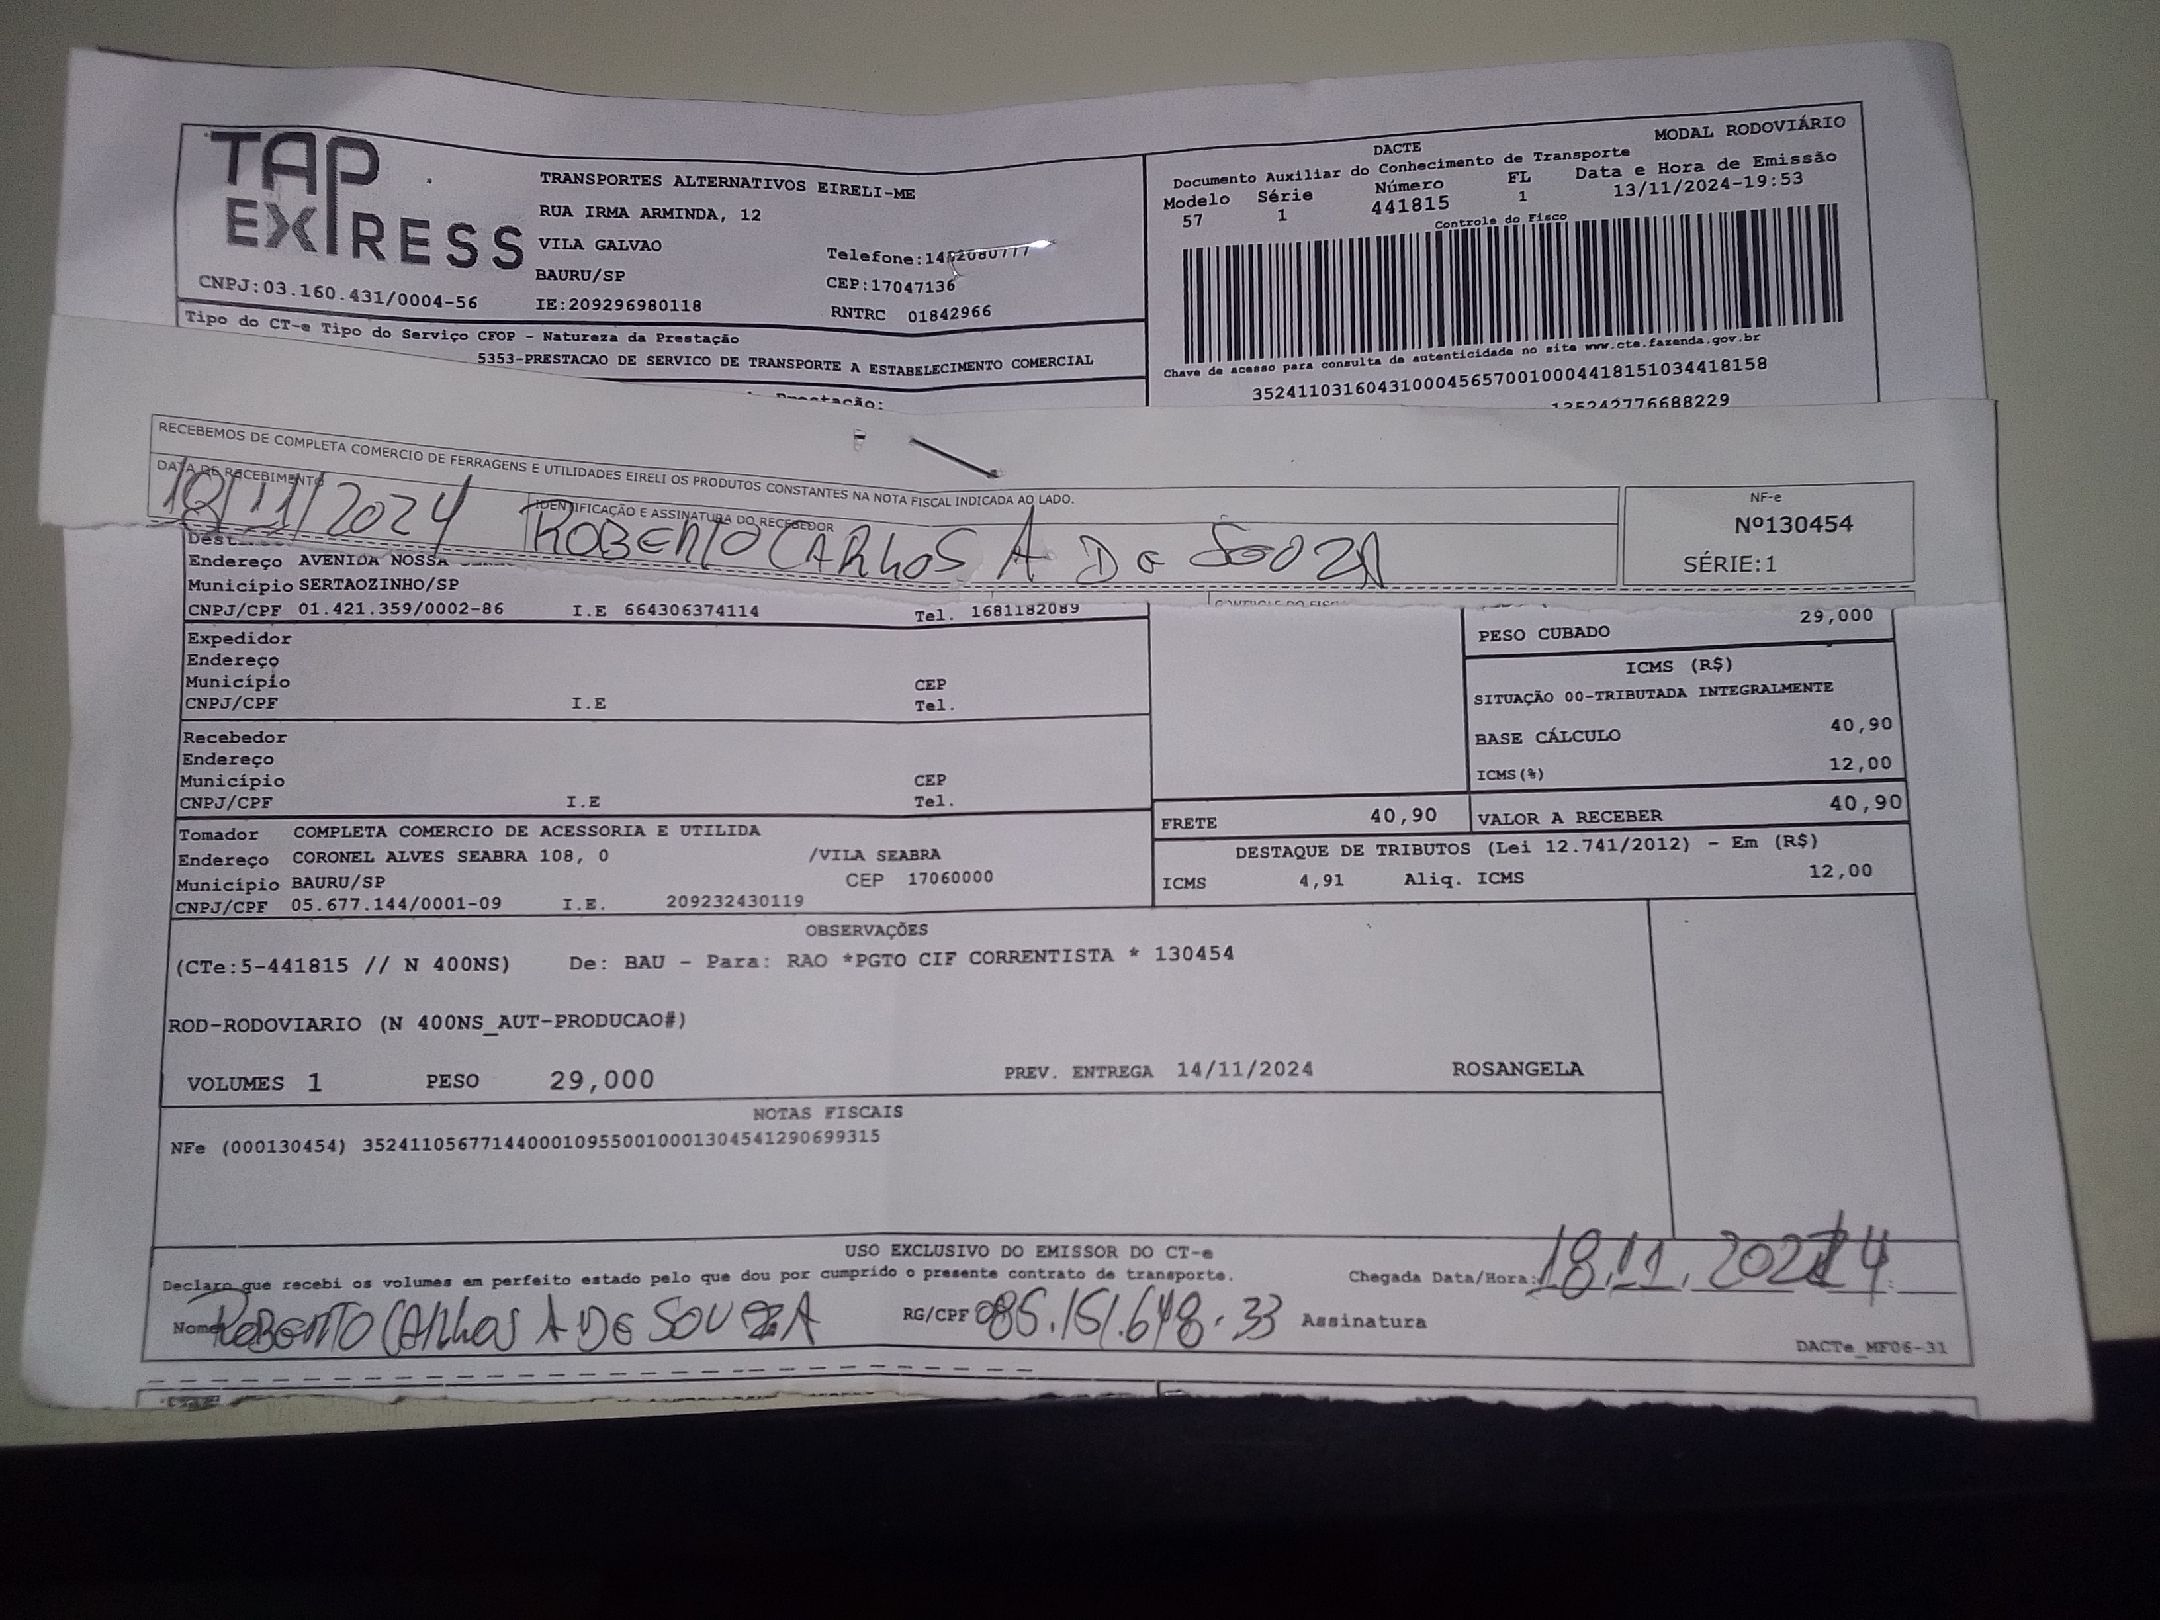 TAP EXPRESS
TRANSPORTES ALTERNATIVOS EIRELI-ME
RUA IRMA ARMINDA, 12
VILA GALVAO
BAURU/SP
Telefone:1432080777
CEP:17047136
CNPJ:03.160.431/0004-56 IE:209296980118 RNTRC 01842966
DACTE MODAL RODOVIÁRIO
Documento Auxiliar do Conhecimento de Transporte
Modelo Série Número FL Data e Hora de Emissão
57 1 441815 1 13/11/2024-19:53
Controle do Fisco
Chave de acesso para consulta de autenticidade no site www.cte.fazenda.gov.br
35241103160431000456570010004418151034418158
135242776688229
Tipo do CT-e Tipo do Serviço CFOP - Natureza da Prestação
5353-PRESTACAO DE SERVICO DE TRANSPORTE A ESTABELECIMENTO COMERCIAL
Prestação:
RECEBEMOS DE COMPLETA COMERCIO DE FERRAGENS E UTILIDADES EIRELI OS PRODUTOS CONSTANTES NA NOTA FISCAL INDICADA AO LADO.
DATA DE RECEBIMENTO
18/11/2024
IDENTIFICAÇÃO E ASSINATURA DO RECEBEDOR
ROBERTO CARLOS A DE SOUZA
NF-e
Nº130454
SÉRIE:1
Dest
Endereço AVENIDA NOSSA
Município SERTAOZINHO/SP
CNPJ/CPF 01.421.359/0002-86 I.E 664306374114 Tel. 1681182089
PESO CUBADO 29,000
Expedidor
Endereço
Município CEP
CNPJ/CPF I.E Tel.
ICMS (R$)
SITUAÇÃO 00-TRIBUTADA INTEGRALMENTE
BASE CÁLCULO 40,90
ICMS(%) 12,00
Recebedor
Endereço
Município CEP
CNPJ/CPF I.E Tel.
FRETE 40,90 VALOR A RECEBER 40,90
Tomador COMPLETA COMERCIO DE ACESSORIA E UTILIDA
Endereço CORONEL ALVES SEABRA 108, 0 /VILA SEABRA
Município BAURU/SP CEP 17060000
CNPJ/CPF 05.677.144/0001-09 I.E. 209232430119
DESTAQUE DE TRIBUTOS (Lei 12.741/2012) - Em (R$)
ICMS 4,91 Aliq. ICMS 12,00
OBSERVAÇÕES
(CTe:5-441815 // N 400NS) De: BAU - Para: RAO *PGTO CIF CORRENTISTA * 130454
ROD-RODOVIARIO (N 400NS_AUT-PRODUCAO#)
VOLUMES 1 PESO 29,000 PREV. ENTREGA 14/11/2024 ROSANGELA
NOTAS FISCAIS
NFe (000130454) 35241105677144000109550010001304541290699315
USO EXCLUSIVO DO EMISSOR DO CT-e
Declaro que recebi os volumes em perfeito estado pelo que dou por cumprido o presente contrato de transporte. Chegada Data/Hora: 18.11.2024
Nome ROBERTO CARLOS A DE SOUZA RG/CPF 085.151.648-33 Assinatura
DACTe_MF06-31